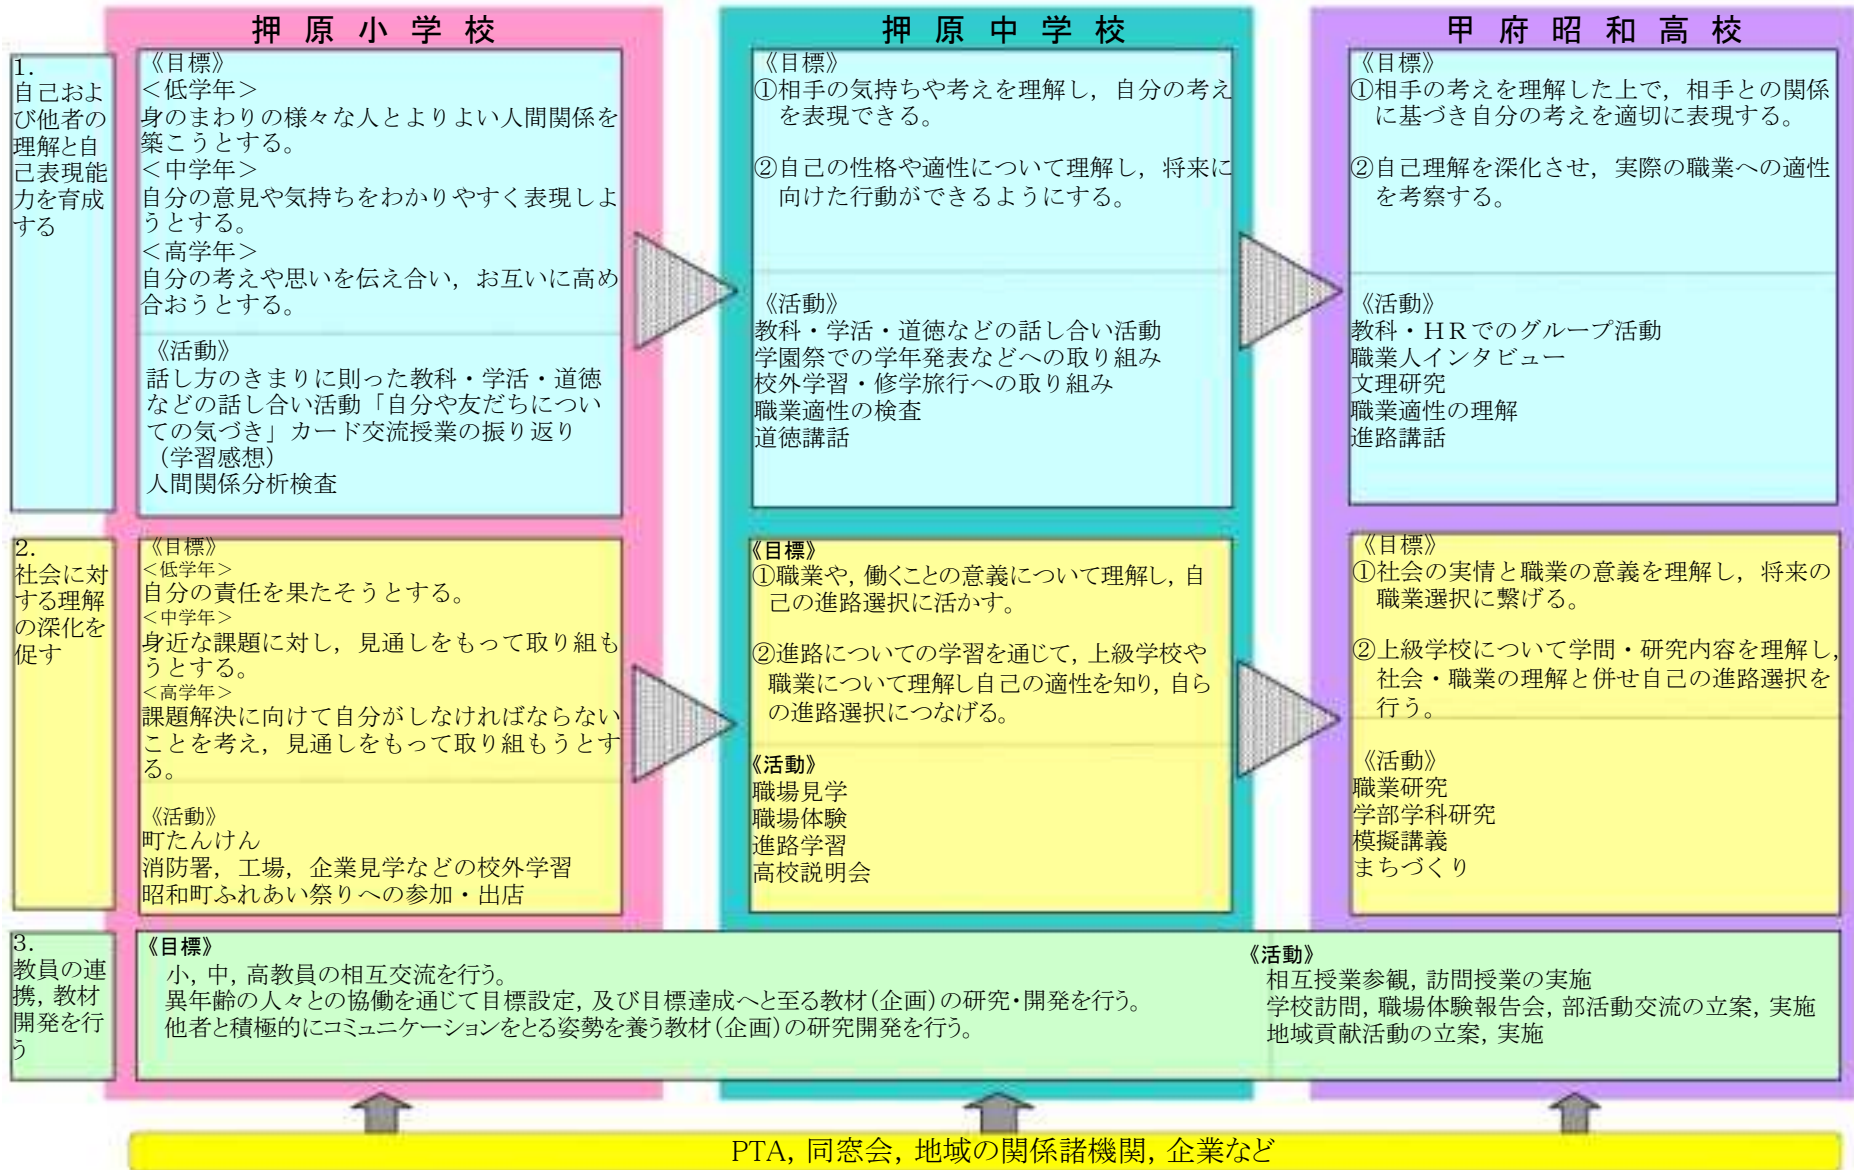 押原小学校
押原中学校
甲府昭和高校
1.
自己およ
び他者の
理解と自
己表現能
力を育成
する
《目標》
＜低学年＞
身のまわりの様々な人とよりよい人間関係を
築こうとする。
＜中学年＞
自分の意見や気持ちをわかりやすく表現しよ
うとする。
＜高学年＞
自分の考えや思いを伝え合い，お互いに高め
合おうとする。
《活動》
話し方のきまりに則った教科・学活・道徳
などの話し合い活動「自分や友だちについ
ての気づき」カード交流授業の振り返り
（学習感想）
人間関係分析検査
《目標》
①相手の気持ちや考えを理解し，自分の考え
を表現できる。
②自己の性格や適性について理解し，将来に
向けた行動ができるようにする。
《活動》
教科・学活・道徳などの話し合い活動
学園祭での学年発表などへの取り組み
校外学習・修学旅行への取り組み
職業適性の検査
道徳講話
《目標》
①相手の考えを理解した上で，相手との関係
に基づき自分の考えを適切に表現する。
②自己理解を深化させ，実際の職業への適性
を考察する。
《活動》
教科・ＨＲでのグループ活動
職業人インタビュー
文理研究
職業適性の理解
進路講話
2.
社会に対
する理解
の深化を
促す
《目標》
＜低学年＞
自分の責任を果たそうとする。
＜中学年＞
身近な課題に対し，見通しをもって取り組も
うとする。
＜高学年＞
課題解決に向けて自分がしなければならない
ことを考え，見通しをもって取り組もうとす
る。
《活動》
町たんけん
消防署，工場，企業見学などの校外学習
昭和町ふれあい祭りへの参加・出店
《目標》
①職業や，働くことの意義について理解し，自
己の進路選択に活かす。
②進路についての学習を通じて，上級学校や
職業について理解し自己の適性を知り，自ら
の進路選択につなげる。
《活動》
職場見学
職場体験
進路学習
高校説明会
《目標》
①社会の実情と職業の意義を理解し，将来の
職業選択に繋げる。
②上級学校について学問・研究内容を理解し，
社会・職業の理解と併せ自己の進路選択を
行う。
《活動》
職業研究
学部学科研究
模擬講義
まちづくり
3.
教員の連
携，教材
開発を行
う
《目標》
小，中，高教員の相互交流を行う。
異年齢の人々との協働を通じて目標設定，及び目標達成へと至る教材（企画）の研究・開発を行う。
他者と積極的にコミュニケーションをとる姿勢を養う教材（企画）の研究開発を行う。
《活動》
相互授業参観，訪問授業の実施
学校訪問，職場体験報告会，部活動交流の立案，実施
地域貢献活動の立案，実施
PTA，同窓会，地域の関係諸機関，企業など